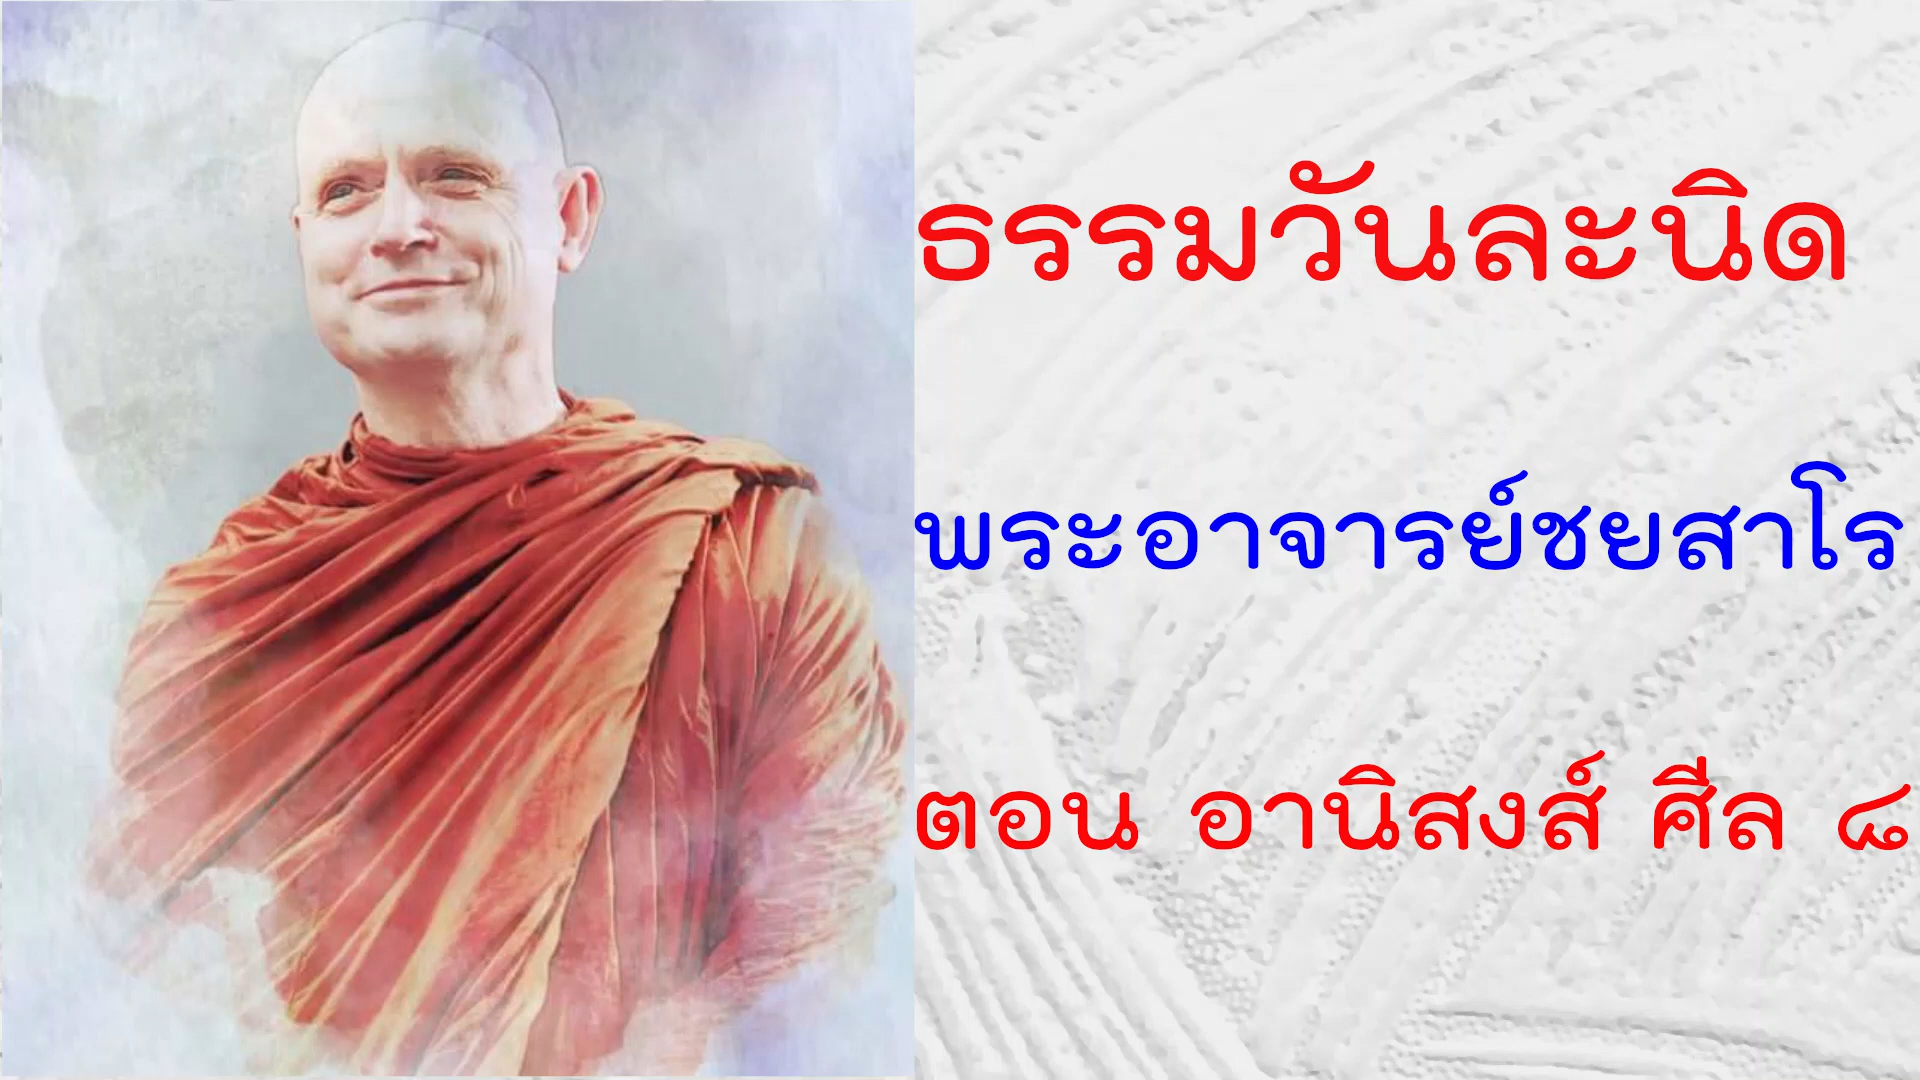 ธรรมวันละนิด
พระอาจารย์ชยสาโร
ตอน อานิสงส์ ศีล ๘